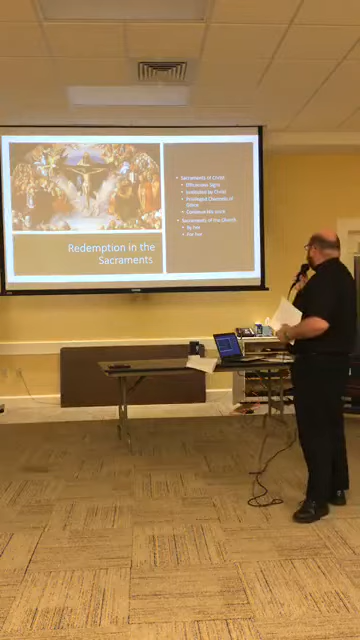 Redemption in the
Sacraments
Sacraments of Christ
Efficacious Signs
Instituted by Christ
Privileged Channels of
Continue His work
Sacraments of the Church
By her
For her